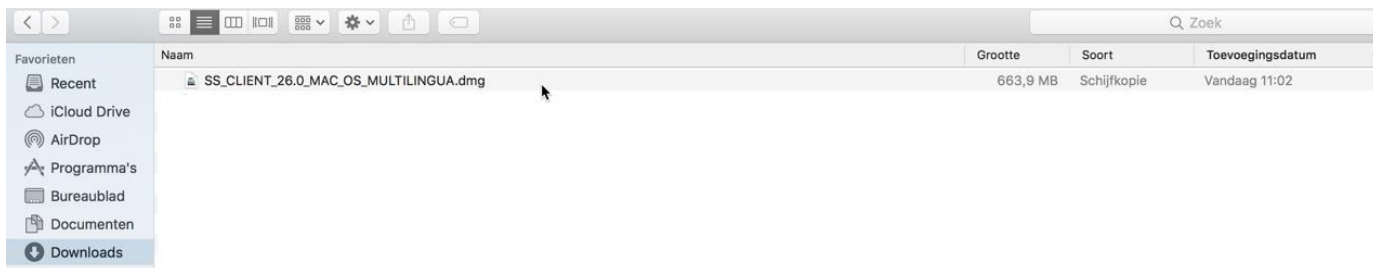 Zoek
Favorieten
Naam Grootte Soort Toevoegingsdatum
Recent
SS_CLIENT_26.0_MAC_OS_MULTILINGUA.dmg 663,9 MB Schijfkopie Vandaag 11:02
iCloud Drive
AirDrop
Programma's
Bureaublad
Documenten
Downloads